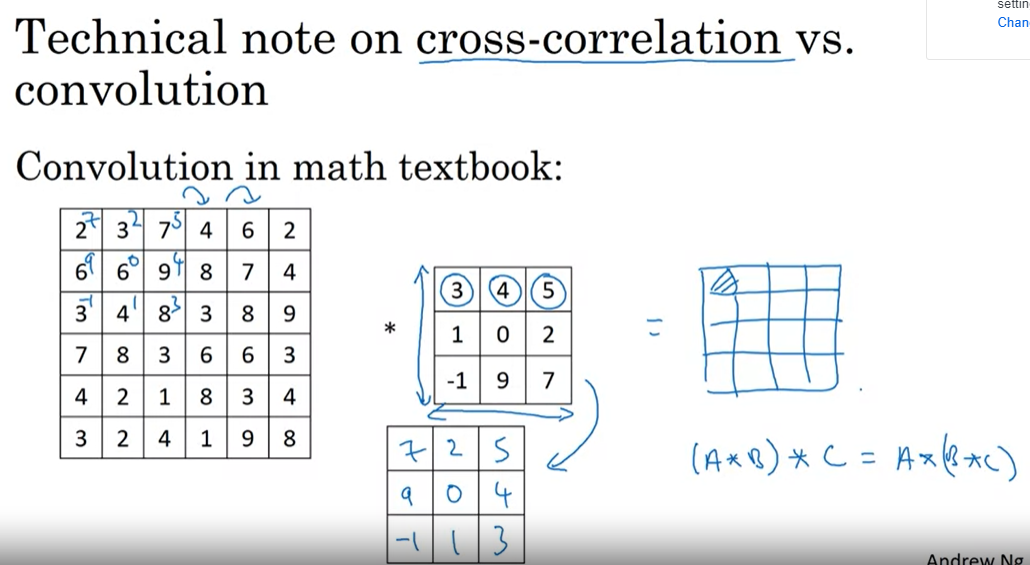 settin
Chan
Technical note on cross-correlation vs.
convolution
Convolution in math textbook:
2 7 3 2 7 5 4 6 2
6 9 6 0 9 4 8 7 4
3 -1 4 1 8 3 3 8 9
7 8 3 6 6 3
4 2 1 8 3 4
3 2 4 1 9 8
*
3 4 5
1 0 2
-1 9 7
=
7 2 5
9 0 4
-1 1 3
(A*B)*C = A*(B*C)
Andrew Ng